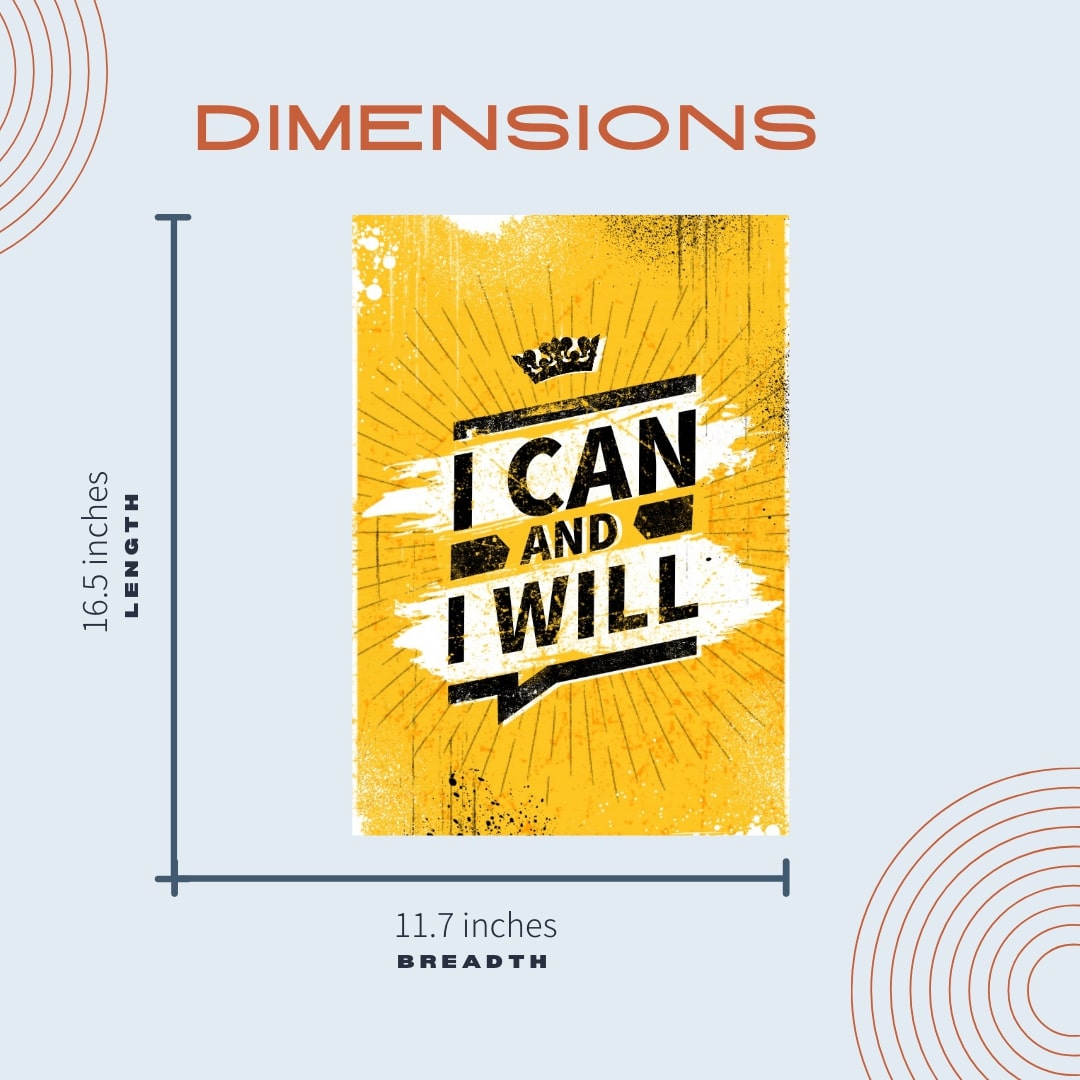 DIMENSIONS
16.5 inches
LENGTH
I CAN
AND
I WILL
11.7 inches
BREADTH